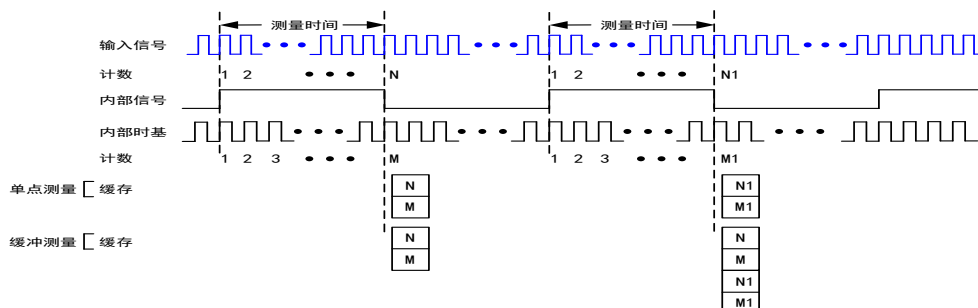 测量时间 测量时间
输入信号
计数 1 2 N 1 2 N1
内部信号
内部时基
计数 1 2 3 M 1 2 3 M1
单点测量 缓存 N N1
M M1
缓冲测量 缓存 N N
M M
N1
M1